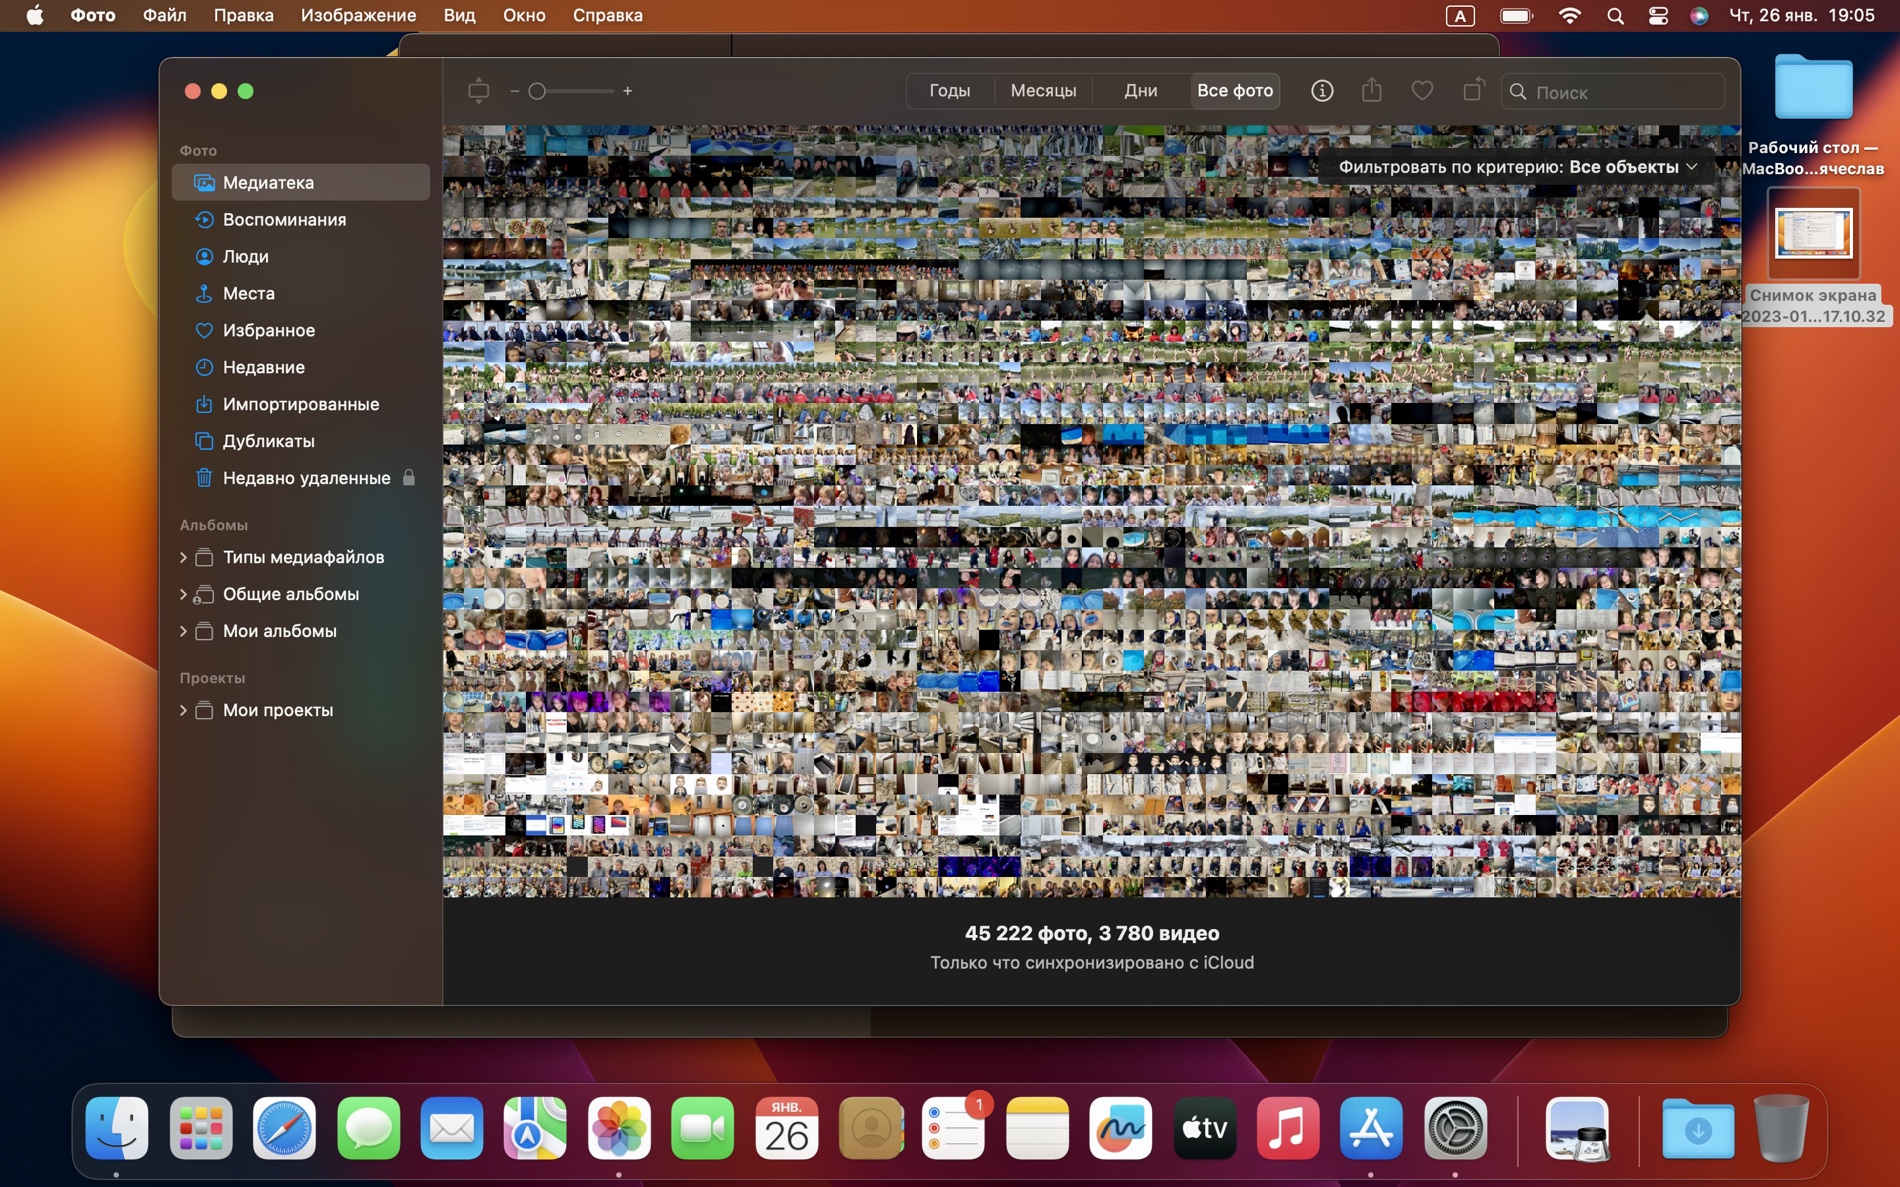 Фото Файл Правка Изображение Вид Окно Справка A Чт, 26 янв. 19:05
Годы Месяцы Дни Все фото Поиск
Фильтровать по критерию: Все объекты
Фото
Медиатека
Воспоминания
Люди
Места
Избранное
Недавние
Импортированные
Дубликаты
Недавно удаленные
Альбомы
Типы медиафайлов
Общие альбомы
Мои альбомы
Проекты
Мои проекты
45 222 фото, 3 780 видео
Только что синхронизировано с iCloud
Рабочий стол —
MacBoo...ячеслав
Снимок экрана
2023-01...17.10.32
ЯНВ.
26
1
tv